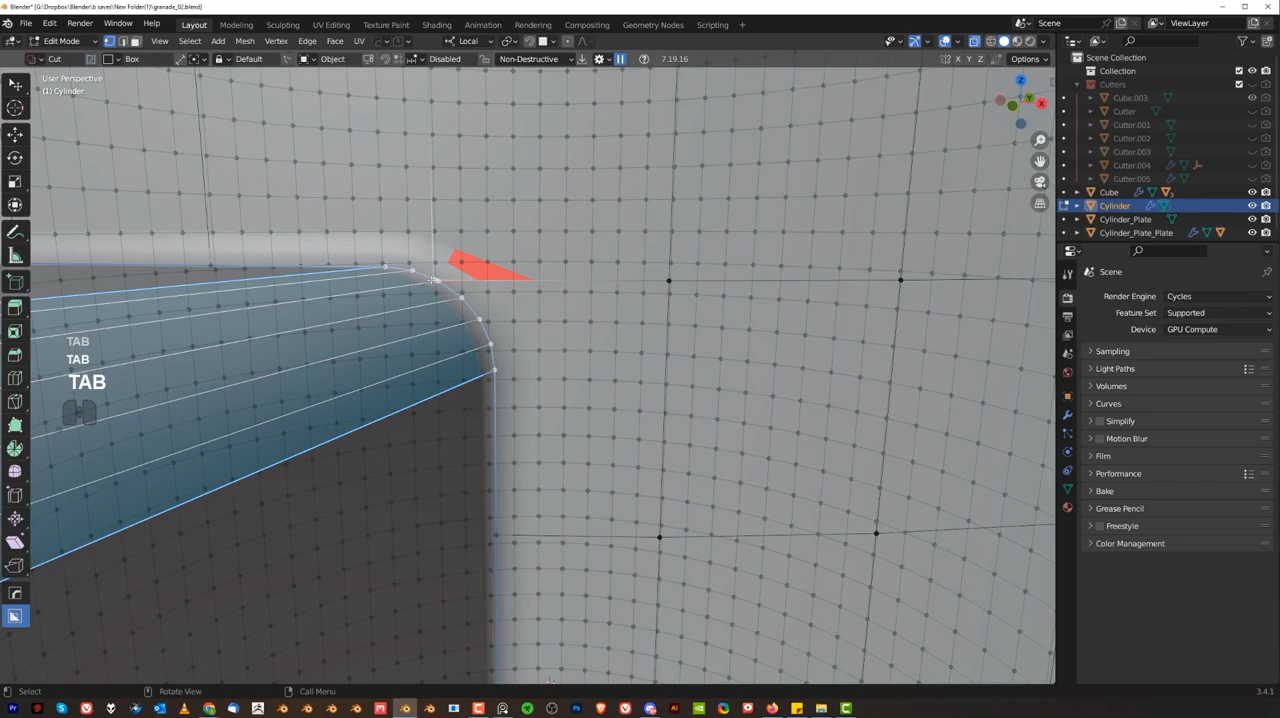 Blender* [G:\Dropbox\Blender\b saves\New Folder(1)\granade_02.blend]
File Edit Render Window Help Layout Modeling Sculpting UV Editing Texture Paint Shading Animation Rendering Compositing Geometry Nodes Scripting + Scene ViewLayer
Edit Mode View Select Add Mesh Vertex Edge Face UV Local
Cut Box Default Object Disabled Non-Destructive 7.19.16 X Y Z Options
User Perspective
(1) Cylinder
Z
Y
X
TAB
TAB
TAB
Scene Collection
Collection
Cutters
Cube.003
Cutter
Cutter.001
Cutter.002
Cutter.003
Cutter.004
Cutter.005
Cube
Cylinder
Cylinder_Plate
Cylinder_Plate_Plate
Scene
Render Engine Cycles
Feature Set Supported
Device GPU Compute
Sampling
Light Paths
Volumes
Curves
Simplify
Motion Blur
Film
Performance
Bake
Grease Pencil
Freestyle
Color Management
Select Rotate View Call Menu 3.4.1